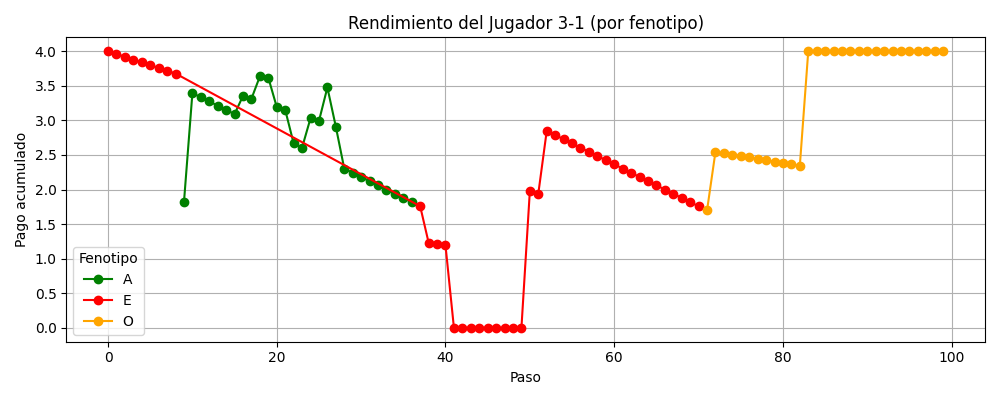 Rendimiento del Jugador 3-1 (por fenotipo)
Pago acumulado
4.0
3.5
3.0
2.5
2.0
1.5
1.0
0.5
0.0
Fenotipo
A
E
O
0 20 40 60 80 100
Paso